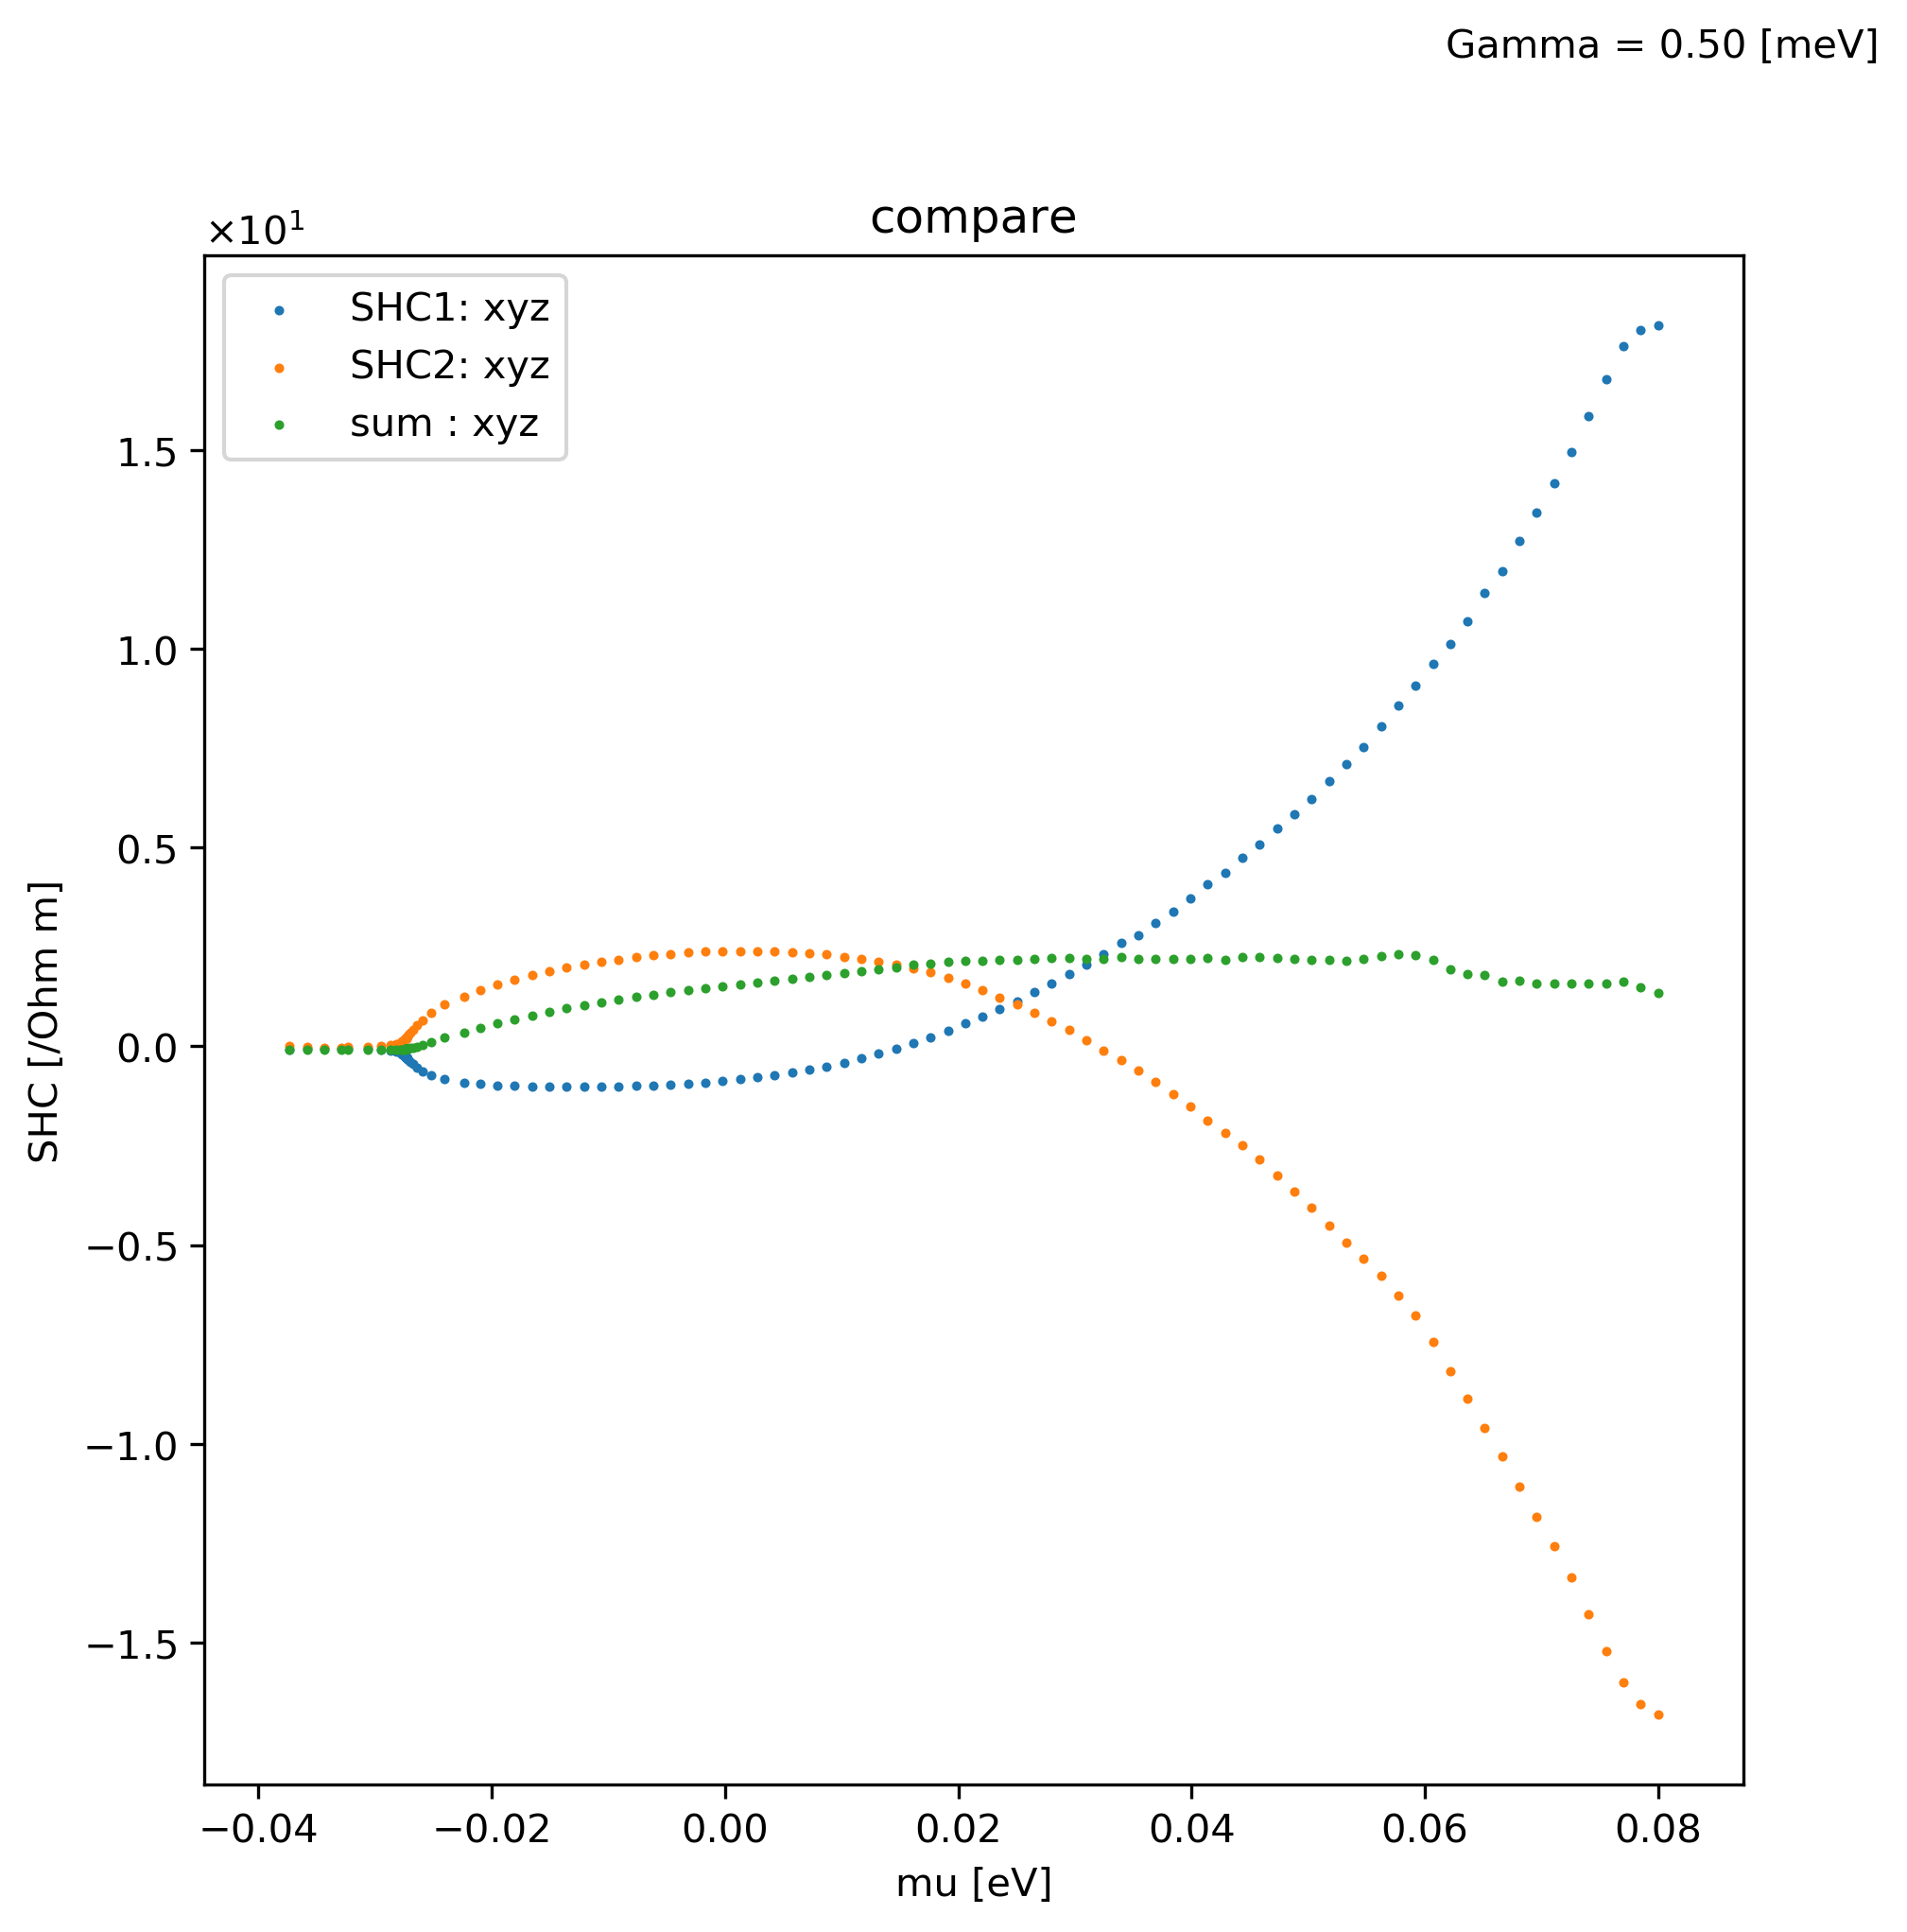 Gamma = 0.50 [meV]
compare
×10¹
SHC1: xyz
SHC2: xyz
sum : xyz
1.5
1.0
0.5
0.0
−0.5
−1.0
−1.5
SHC [/Ohm m]
−0.04 −0.02 0.00 0.02 0.04 0.06 0.08
mu [eV]